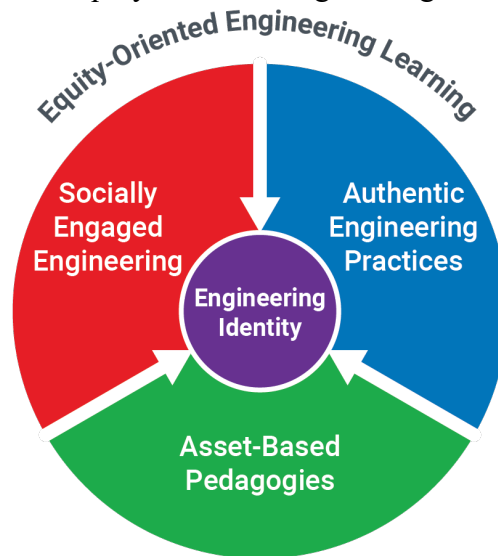 Equity-Oriented Engineering Learning
Socially
Engaged
Engineering
Authentic
Engineering
Practices
Engineering
Identity
Asset-Based
Pedagogies